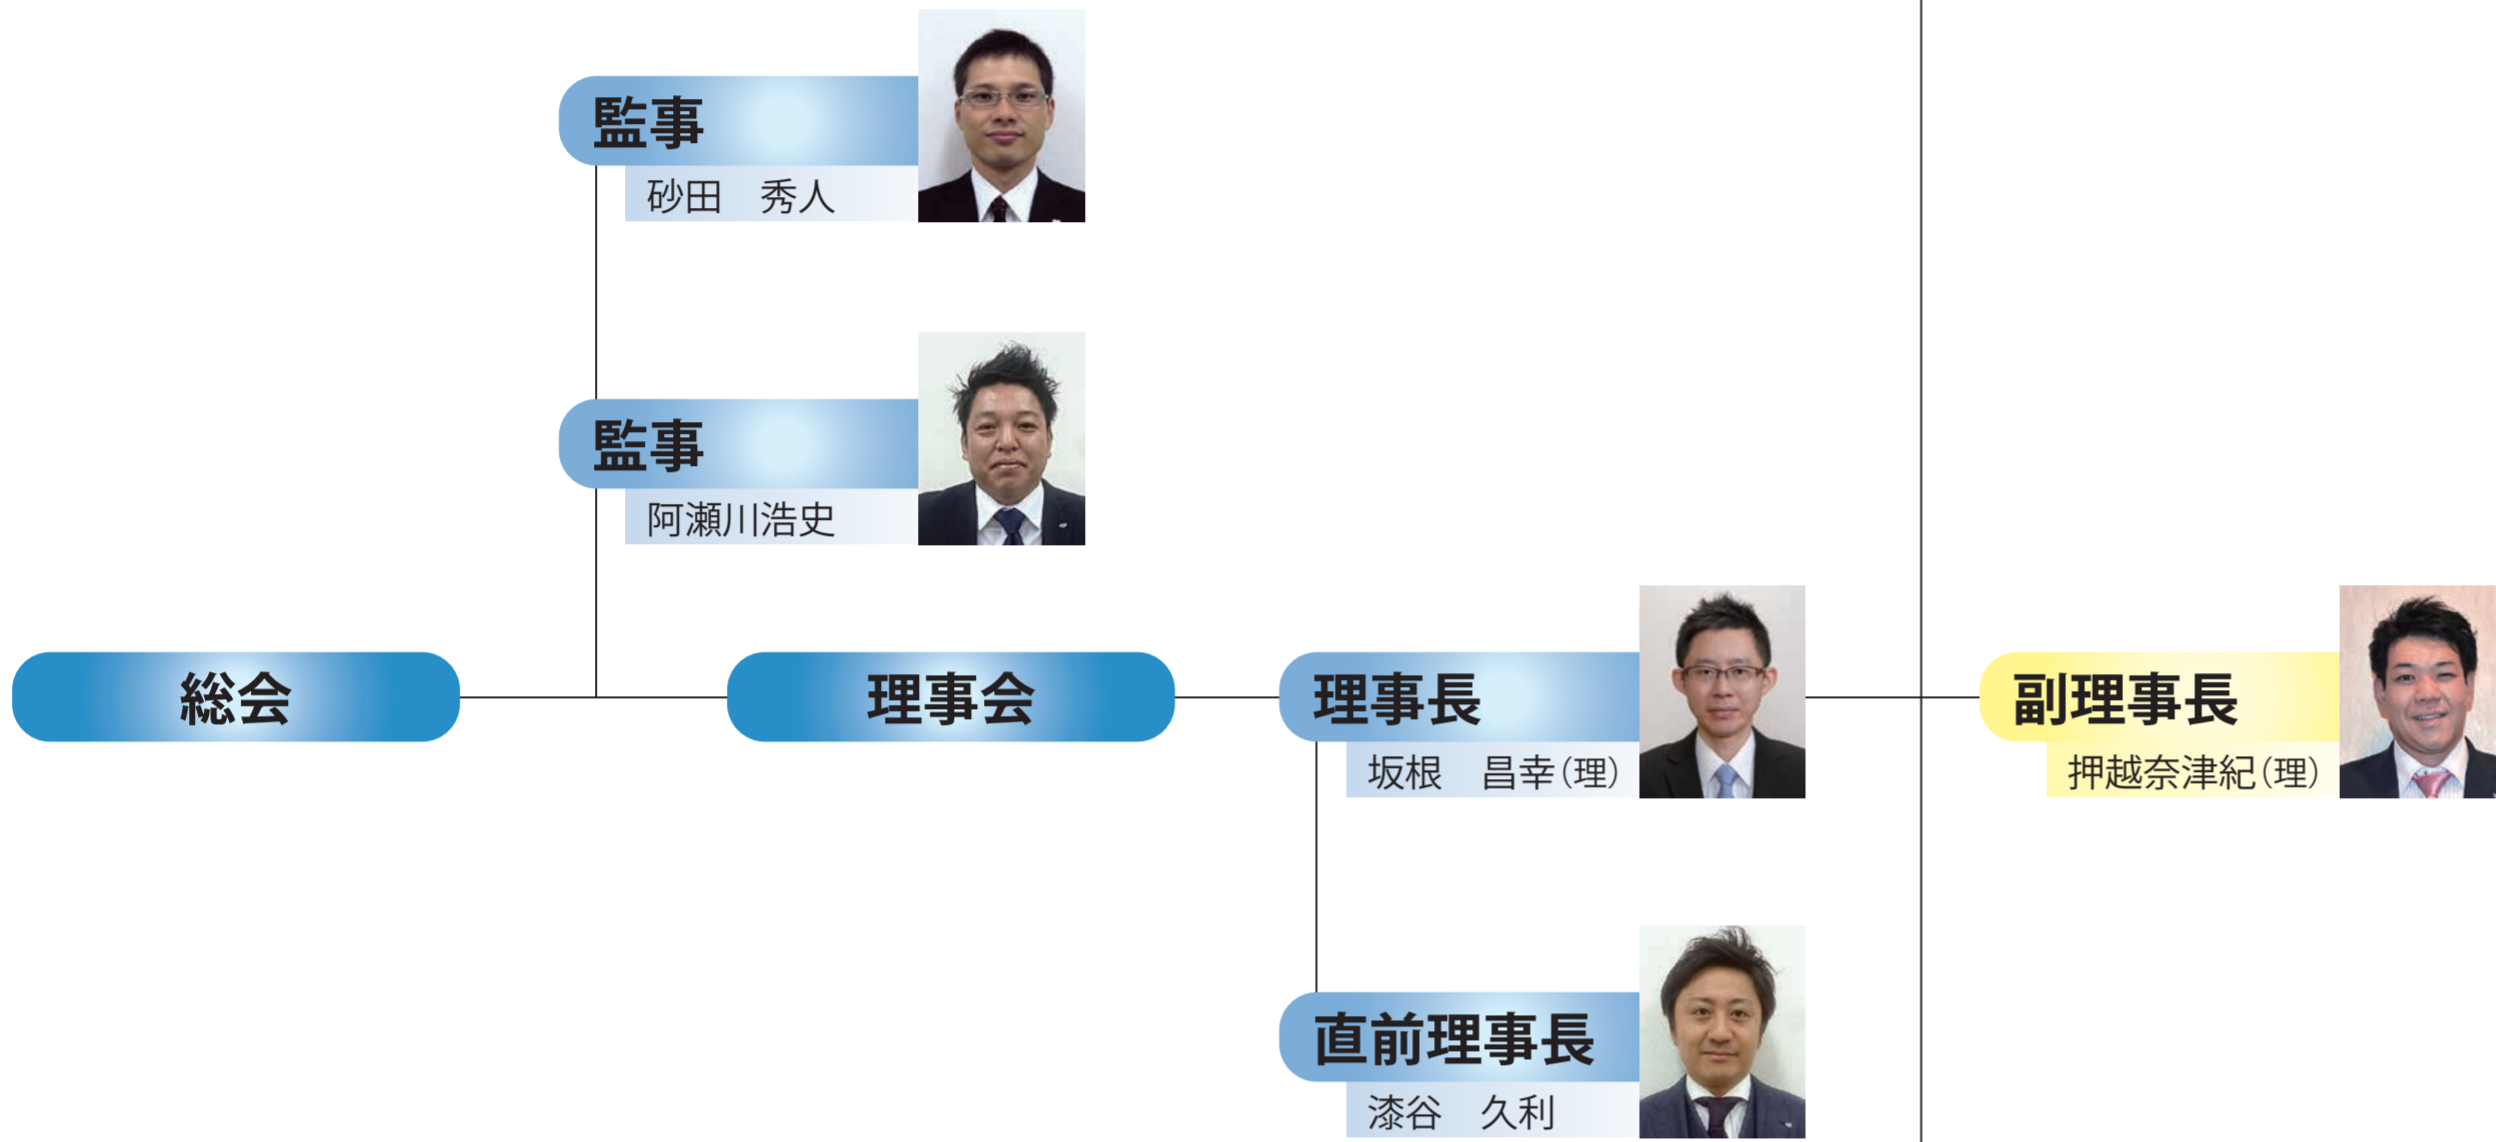 監事
砂田　秀人
監事
阿瀬川浩史
総会
理事会
理事長
坂根　昌幸（理）
副理事長
押越奈津紀（理）
直前理事長
漆谷　久利